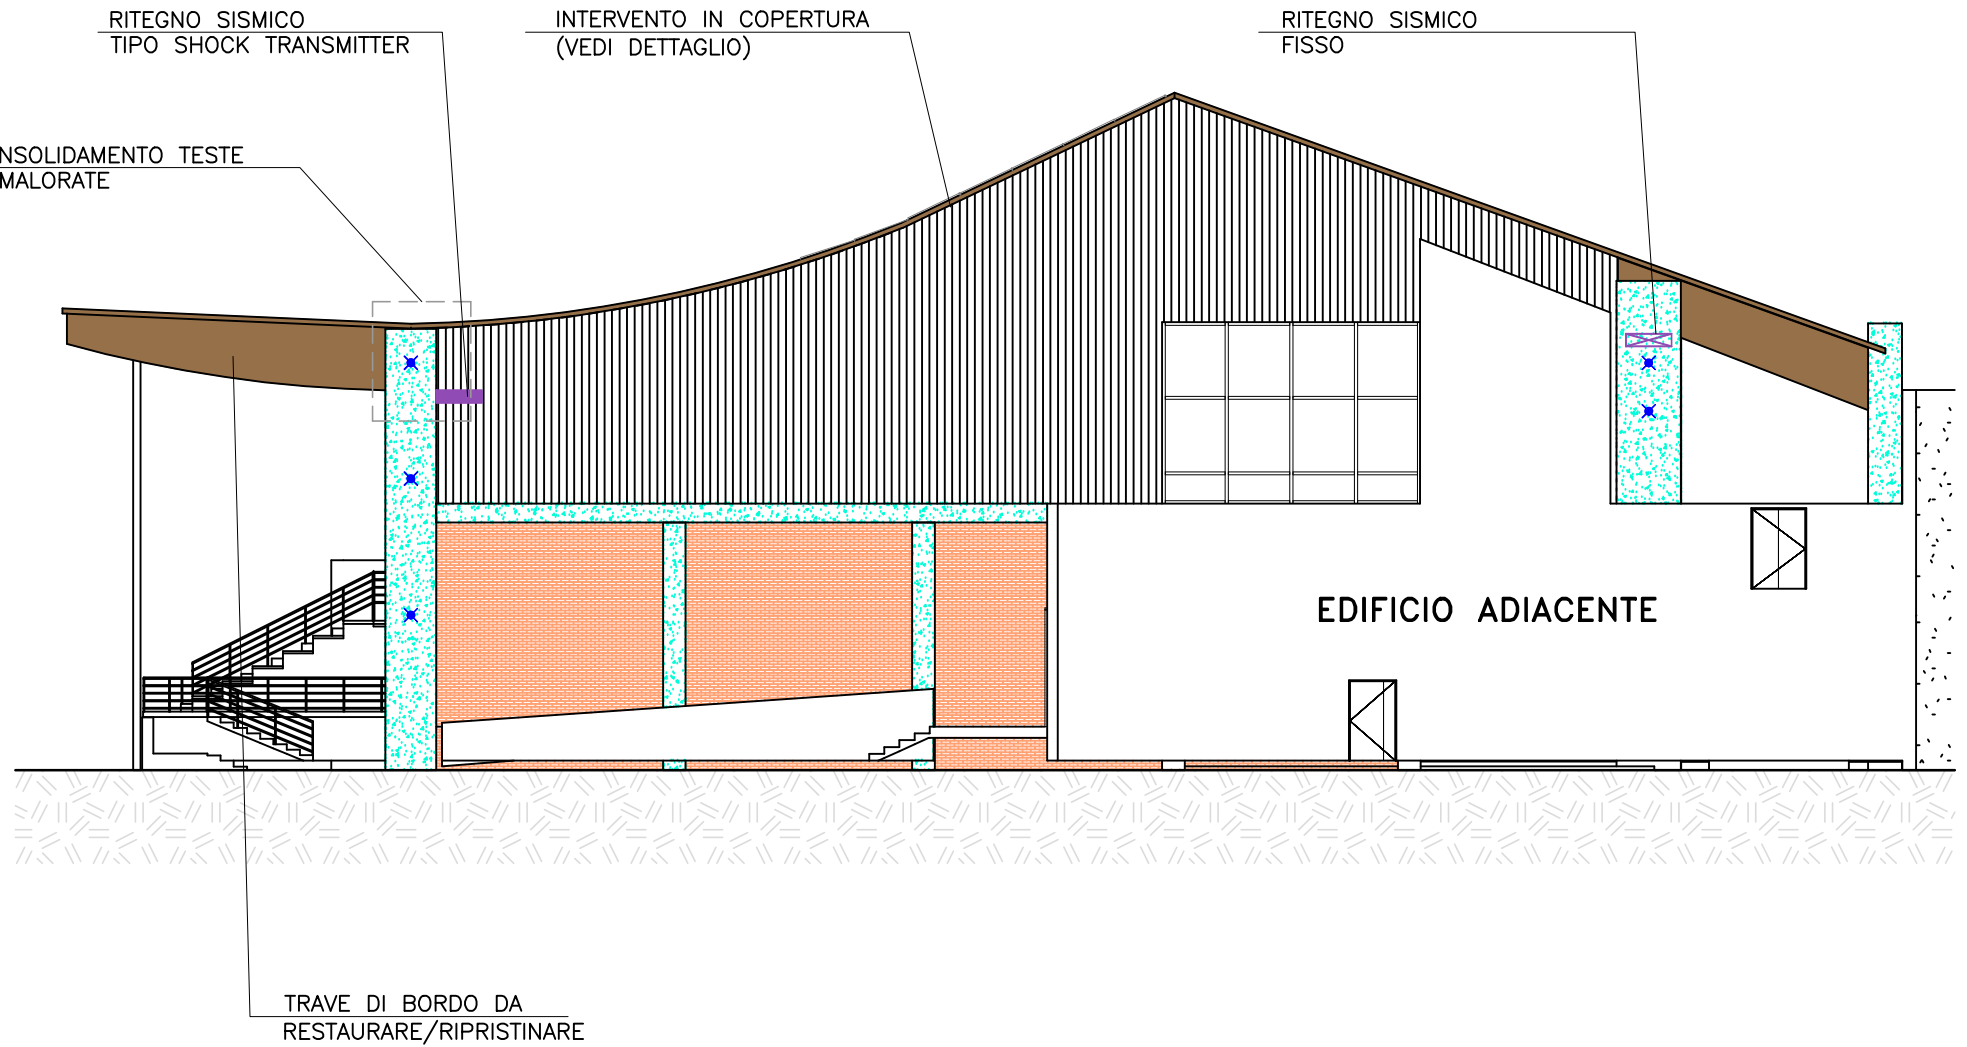 RITEGNO SISMICO
TIPO SHOCK TRANSMITTER
INTERVENTO IN COPERTURA
(VEDI DETTAGLIO)
RITEGNO SISMICO
FISSO
NSOLIDAMENTO TESTE
MALORATE
EDIFICIO ADIACENTE
TRAVE DI BORDO DA
RESTAURARE/RIPRISTINARE